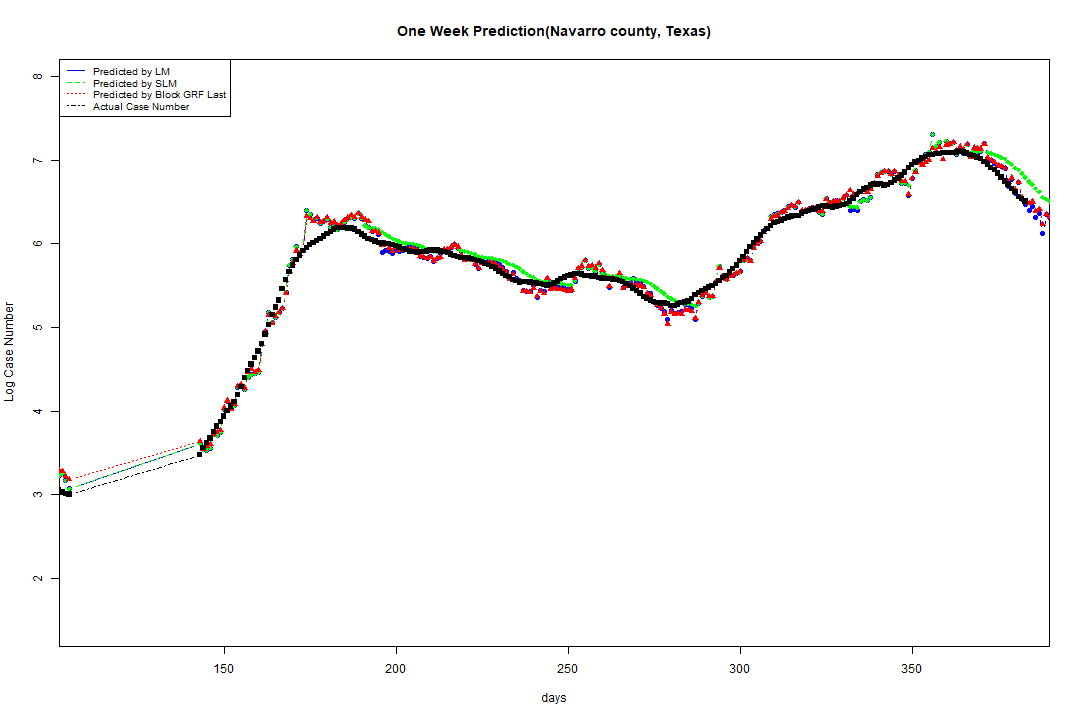 One Week Prediction(Navarro county, Texas)
Predicted by LM
Predicted by SLM
Predicted by Block GRF Last
Actual Case Number
8
7
6
5
4
3
2
Log Case Number
150 200 250 300 350
days